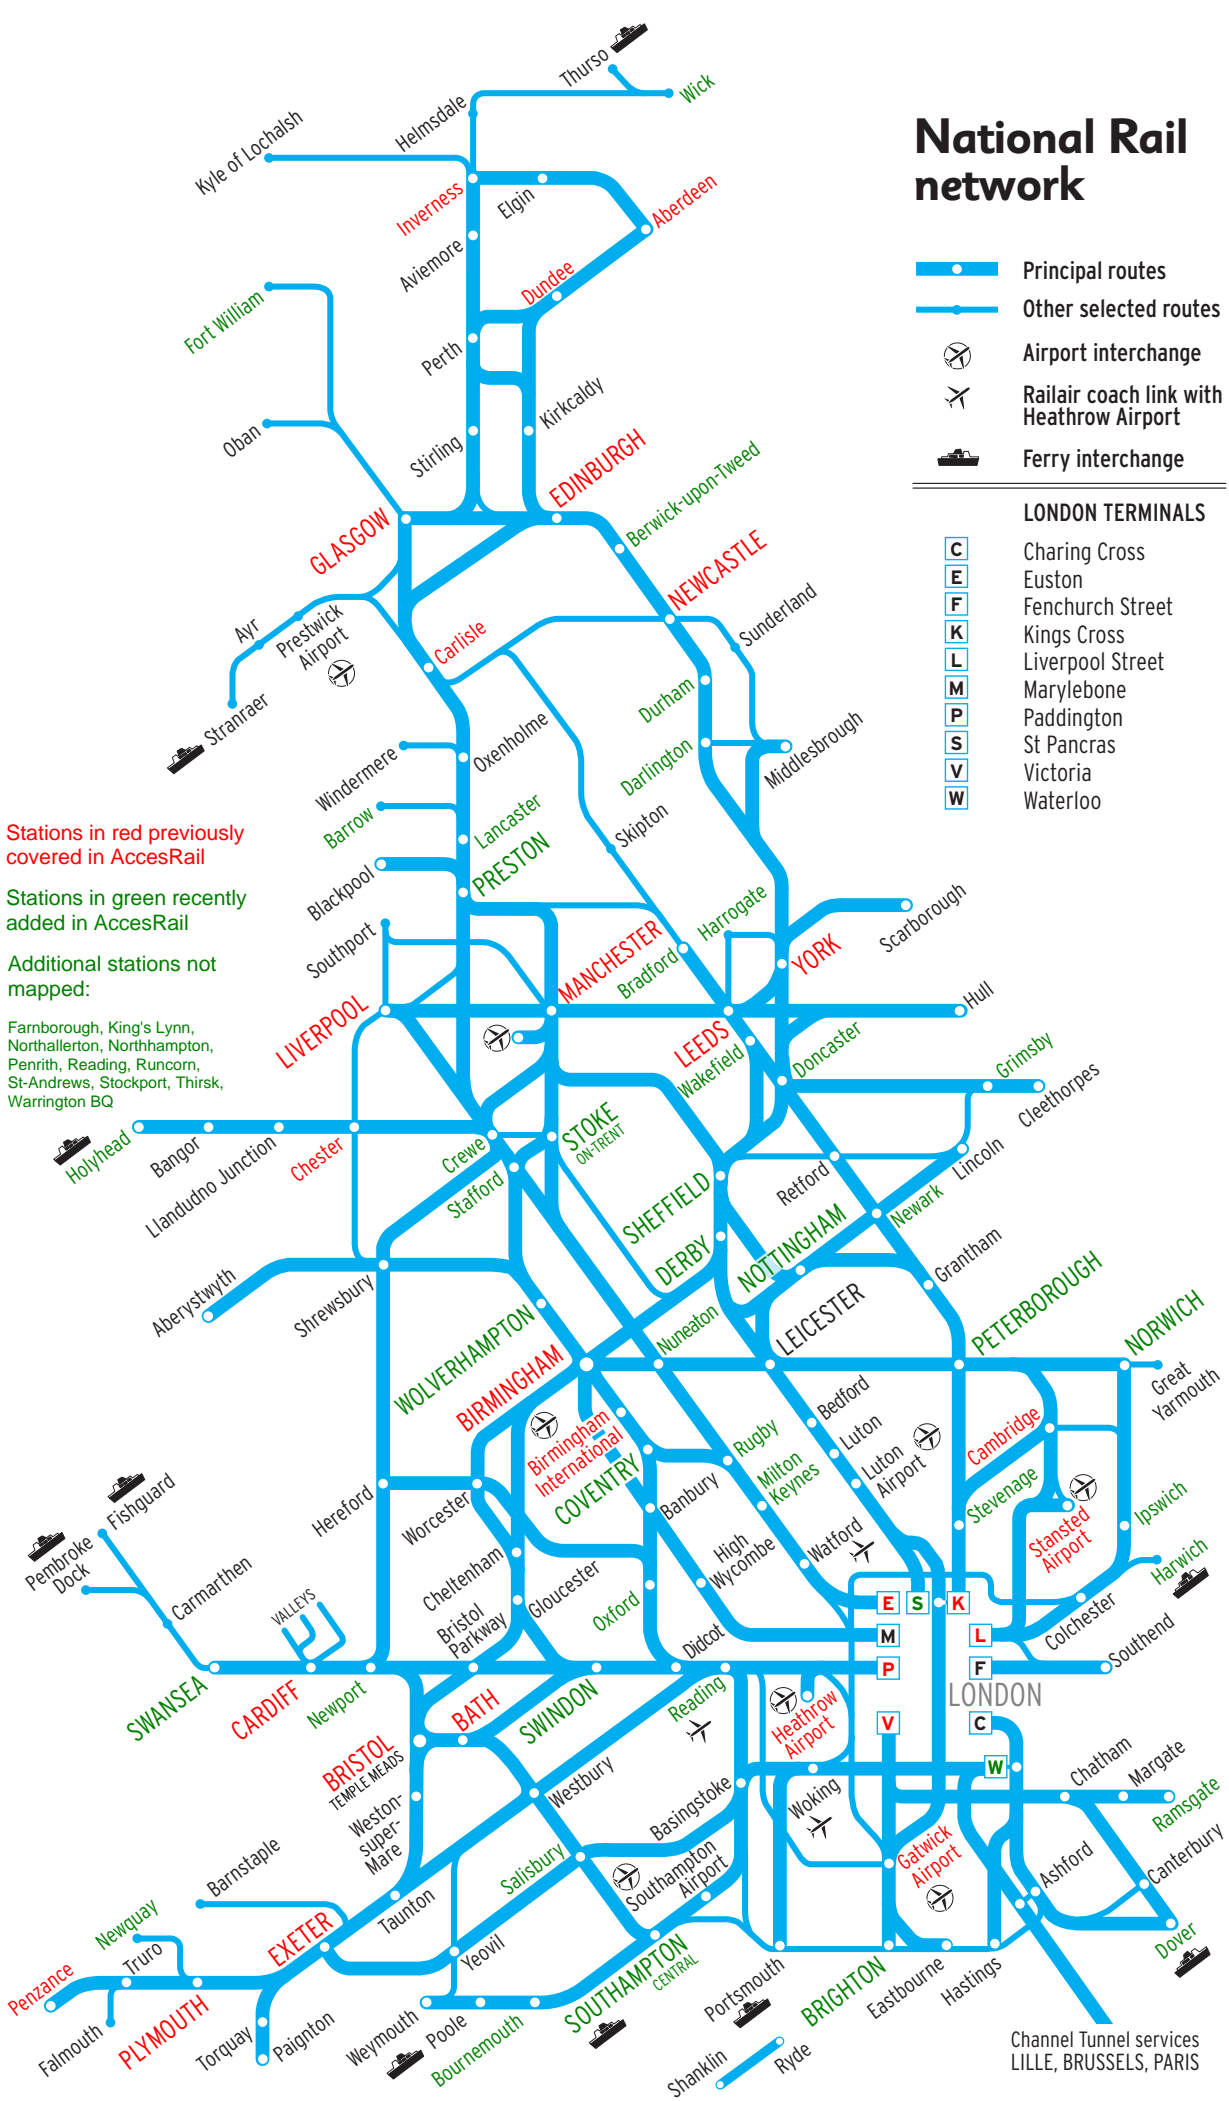 National Rail
network
Principal routes
Other selected routes
Airport interchange
Railair coach link with
Heathrow Airport
Ferry interchange
LONDON TERMINALS
C Charing Cross
E Euston
F Fenchurch Street
K Kings Cross
L Liverpool Street
M Marylebone
P Paddington
S St Pancras
V Victoria
W Waterloo
Thurso
Wick
Helmsdale
Kyle of Lochalsh
Inverness
Elgin
Aberdeen
Aviemore
Dundee
Fort William
Perth
Kirkcaldy
Oban
Stirling
EDINBURGH
Berwick-upon-Tweed
GLASGOW
NEWCASTLE
Sunderland
Ayr
Prestwick
Airport
Carlisle
Stranraer
Durham
Oxenholme
Windermere
Darlington
Middlesbrough
Barrow
Lancaster
Skipton
PRESTON
Blackpool
Harrogate
Scarborough
Southport
MANCHESTER
Bradford
YORK
Stations in red previously
covered in AccesRail
Stations in green recently
added in AccesRail
Additional stations not
mapped:
Farnborough, King's Lynn,
Northallerton, Northhampton,
Penrith, Reading, Runcorn,
St-Andrews, Stockport, Thirsk,
Warrington BQ
LIVERPOOL
LEEDS
Hull
Wakefield
Doncaster
Grimsby
Cleethorpes
Holyhead
Bangor
Llandudno Junction
Chester
Crewe
STOKE
ON-TRENT
Stafford
SHEFFIELD
Retford
Lincoln
Newark
DERBY
NOTTINGHAM
Grantham
Aberystwyth
Shrewsbury
WOLVERHAMPTON
Nuneaton
LEICESTER
PETERBOROUGH
NORWICH
Great
Yarmouth
BIRMINGHAM
Birmingham
International
COVENTRY
Rugby
Bedford
Luton
Luton
Airport
Cambridge
Milton
Keynes
Stevenage
Stansted
Airport
Ipswich
Harwich
Fishguard
Pembroke
Dock
Carmarthen
Hereford
Worcester
Banbury
High
Wycombe
Watford
Cheltenham
Gloucester
Oxford
VALLEYS
Bristol
Parkway
Didcot
E
S
K
M
L
P
F
V
C
W
LONDON
Colchester
Southend
SWANSEA
CARDIFF
Newport
BATH
SWINDON
Reading
Heathrow
Airport
BRISTOL
TEMPLE MEADS
Westbury
Weston-
super-
Mare
Basingstoke
Woking
Chatham
Margate
Ramsgate
Canterbury
Gatwick
Airport
Ashford
Dover
Barnstaple
Salisbury
Southampton
Airport
Taunton
Newquay
EXETER
Truro
Yeovil
SOUTHAMPTON
CENTRAL
Penzance
Falmouth
PLYMOUTH
Torquay
Paignton
Weymouth
Poole
Bournemouth
Portsmouth
BRIGHTON
Eastbourne
Hastings
Shanklin
Ryde
Channel Tunnel services
LILLE, BRUSSELS, PARIS